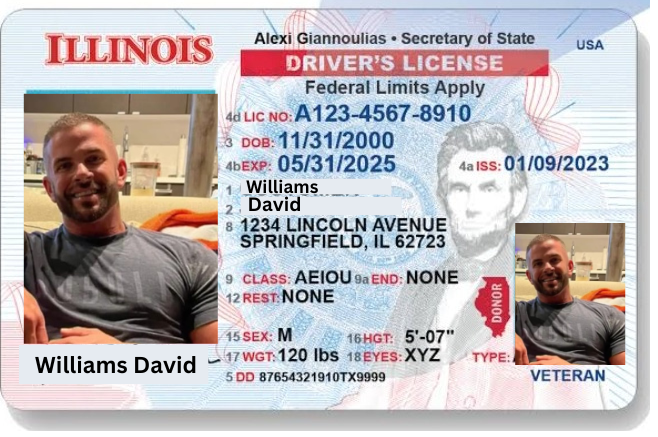 ILLINOIS
Alexi Giannoulias • Secretary of State
USA
DRIVER'S LICENSE
Federal Limits Apply
4d LIC NO: A123-4567-8910
3 DOB: 11/31/2000
4b EXP: 05/31/2025 4a ISS: 01/09/2023
1 Williams
2 David
8 1234 LINCOLN AVENUE
SPRINGFIELD, IL 62723
9 CLASS: AEIOU 9a END: NONE
12 REST: NONE
DONOR
15 SEX: M 16 HGT: 5'-07"
17 WGT: 120 lbs 18 EYES: XYZ TYPE:
5 DD 87654321910TX9999
VETERAN
Williams David